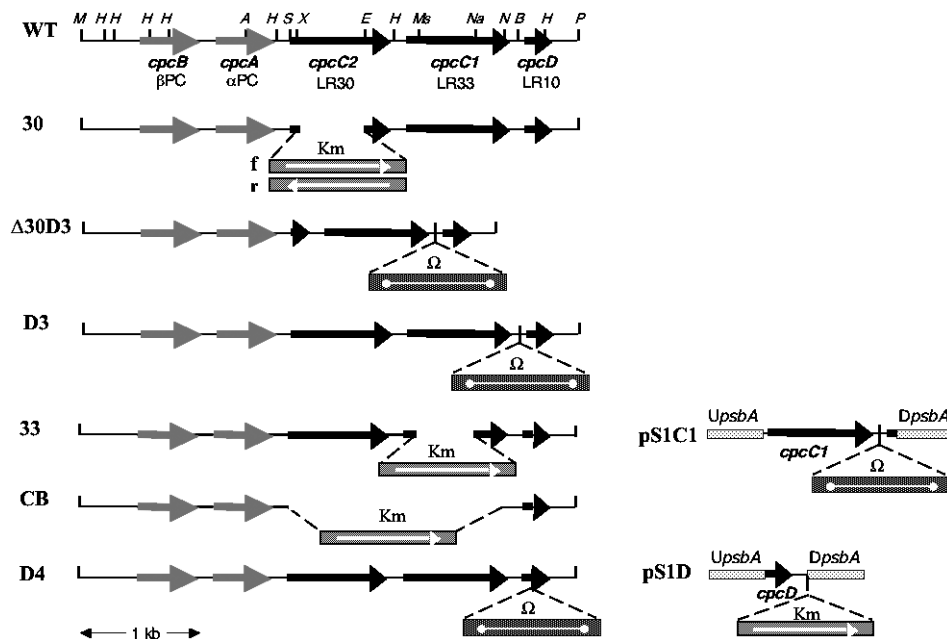 M H H H H A H S X E H Ms Na N B H P
WT
cpcB cpcA cpcC2 cpcC1 cpcD
βPC αPC LR30 LR33 LR10
30
Km
f
r
Δ30D3
Ω
D3
Ω
33
Km
UpsbA DpsbA
pS1C1
cpcC1
Ω
CB
Km
D4
Ω
UpsbA DpsbA
pS1D
cpcD
Km
1 kb